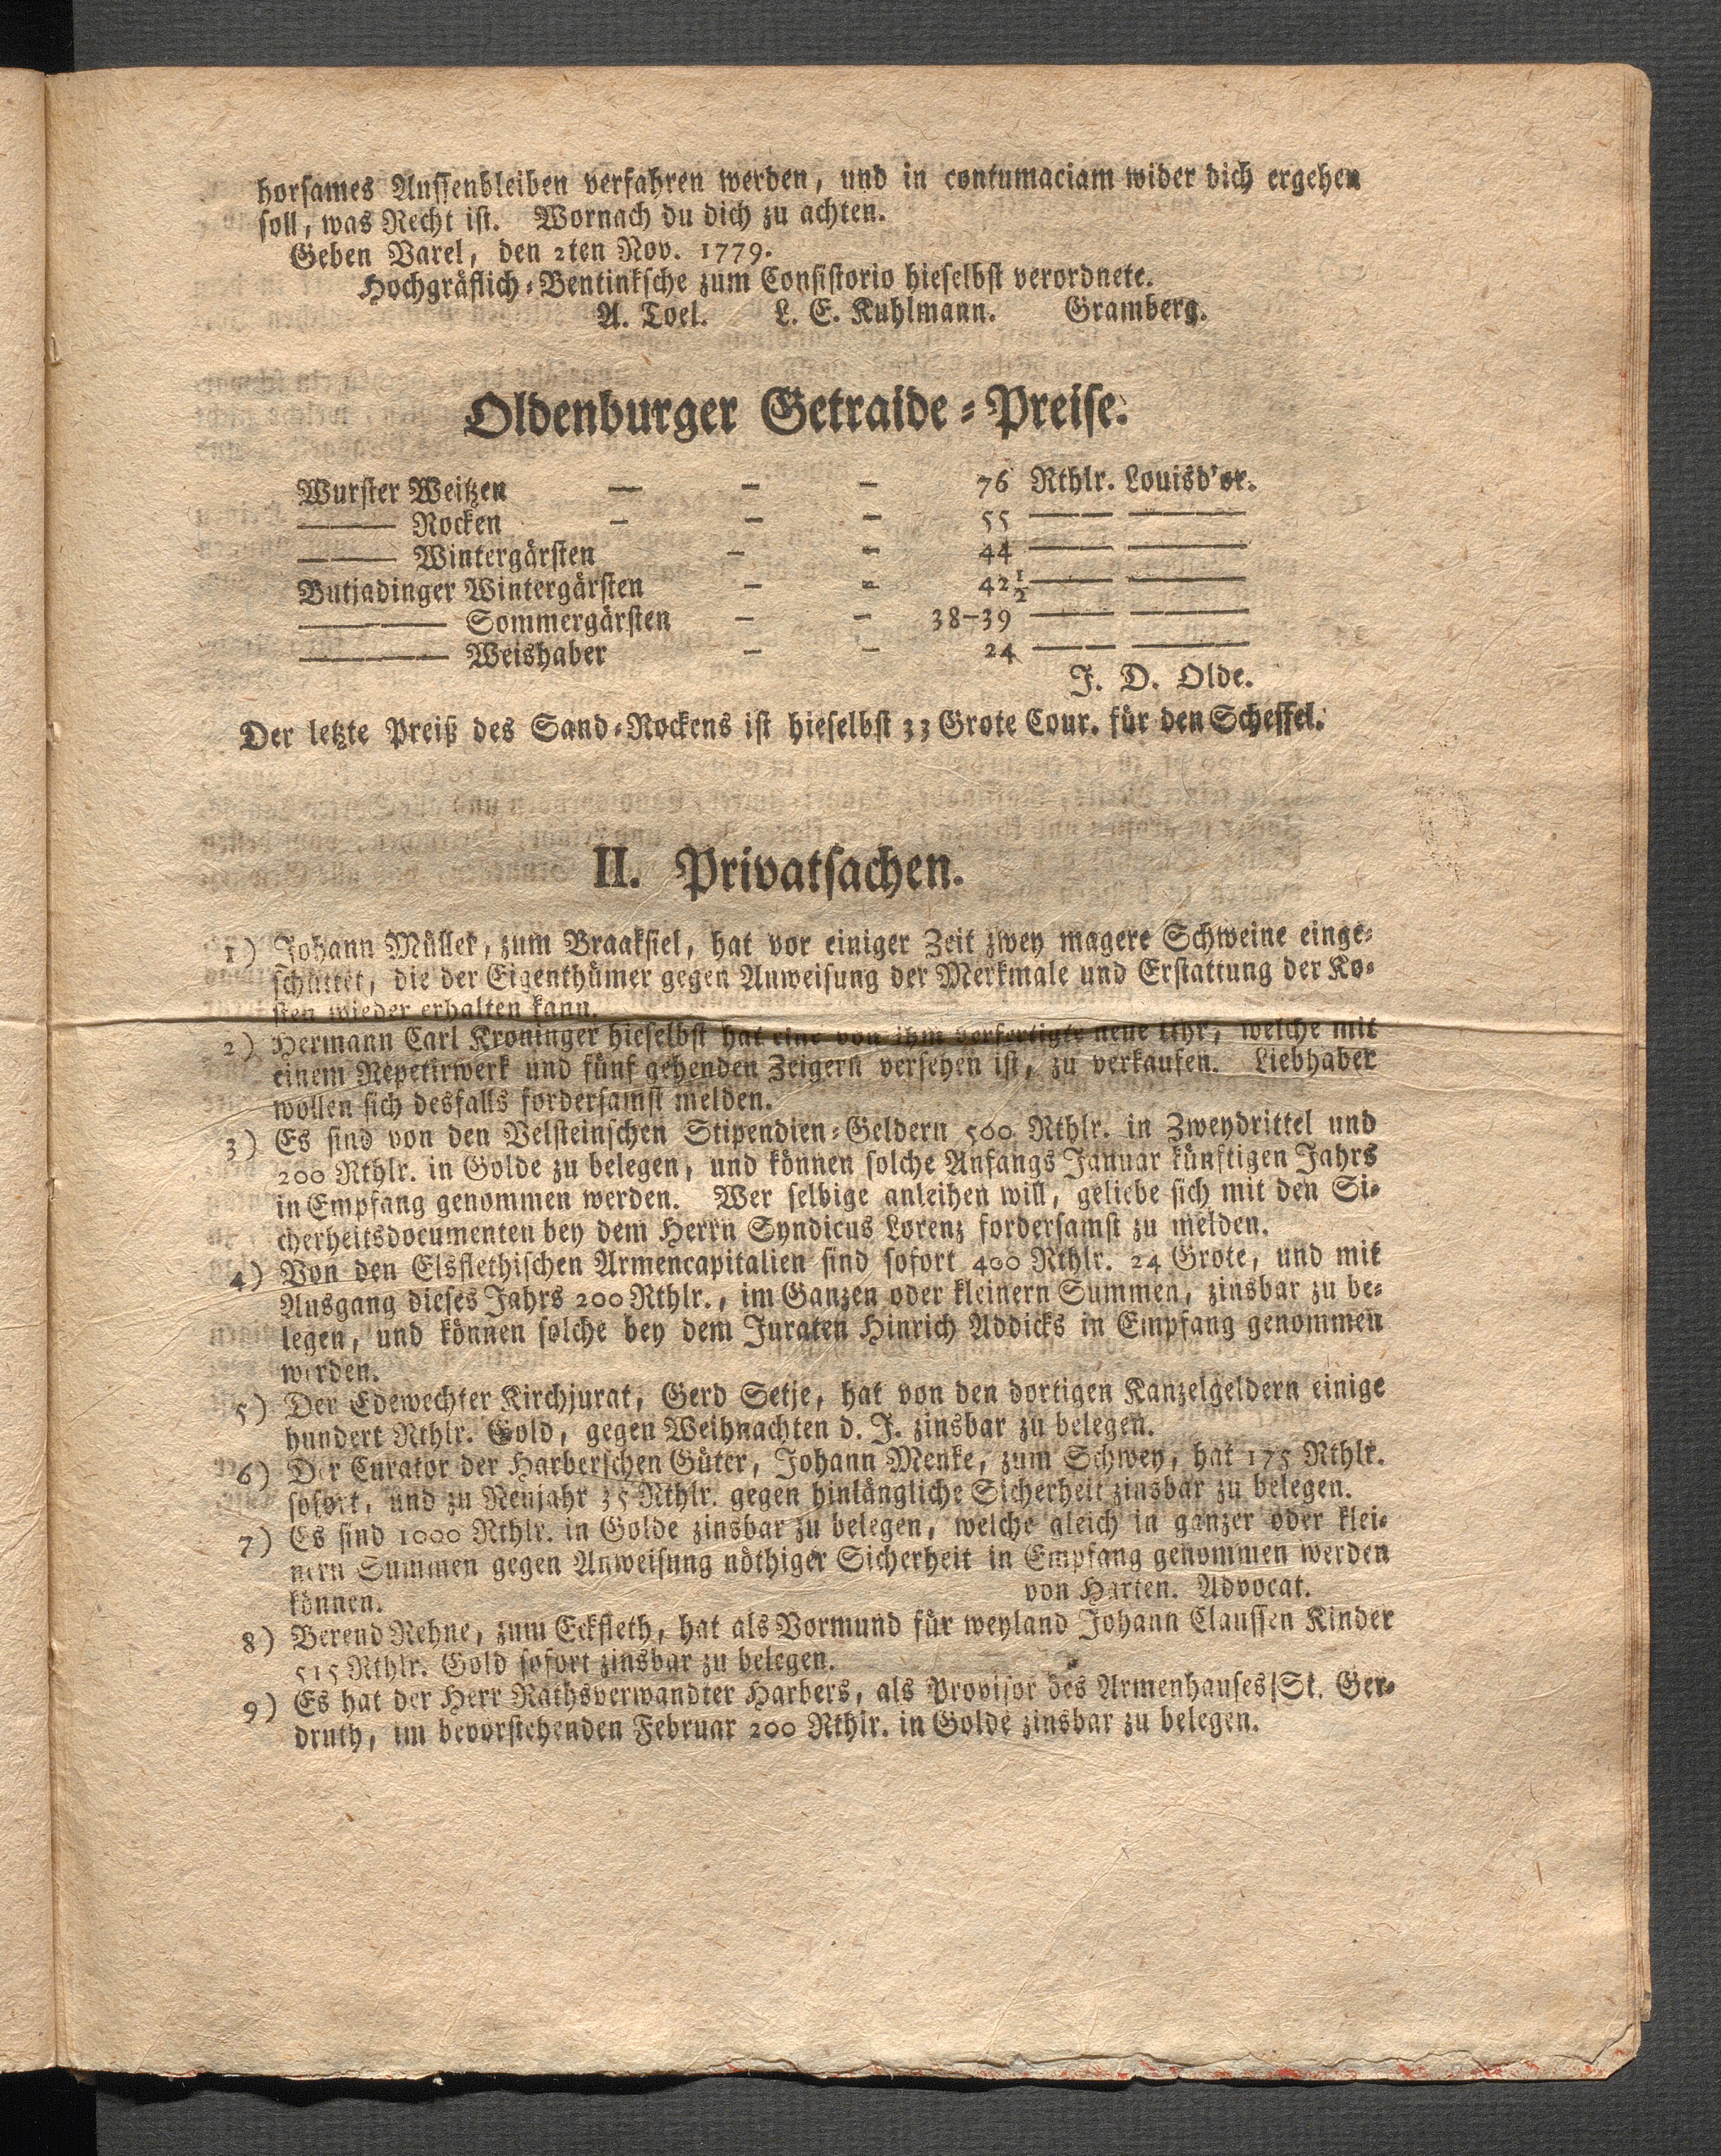 horsames Aussenbleiben verfahren werden, und in contumaciam wider dich ergehen
soll, was Recht ist. Wornach du dich zu achten.
Geben Varel, den 2ten Nov. 1779.
Hochgräflich-Bentinksche zum Consistorio hieselbst verordnete.
A. Toel. L. E. Kuhlmann. Gramberg.
Oldenburger Getraide-Preise.
Wurster Weitzen — – – 76 Rthlr. Louisd'or.
—— Rocken – – – 55 —— ——
—— Wintergärsten – – 44 —— ——
Butjadinger Wintergärsten – – 42½ —— ——
——— Sommergärsten – – 38–39 —— ——
——— Weishaber – – 24 —— ——
J. D. Olde.
Der letzte Preiß des Sand-Rockens ist hieselbst 33 Grote Cour. für den Scheffel.
II. Privatsachen.
1) Johann Müller, zum Braaksiel, hat vor einiger Zeit zwey magere Schweine einge-
schüttet, die der Eigenthümer gegen Anweisung der Merkmale und Erstattung der Ko-
sten wieder erhalten kann.
2) Hermann Carl Kroninger hieselbst hat eine von ihm verfertigte neue Uhr, welche mit
einem Repetirwerk und fünf gehenden Zeigern versehen ist, zu verkaufen. Liebhaber
wollen sich desfalls fordersamst melden.
3) Es sind von den Velsteinschen Stipendien-Geldern 560 Rthlr. in Zweydrittel und
200 Rthlr. in Golde zu belegen, und können solche Anfangs Januar künftigen Jahrs
in Empfang genommen werden. Wer selbige anleihen will, geliebe sich mit den Si-
cherheitsdocumenten bey dem Herrn Syndicus Lorenz fordersamst zu melden.
4) Von den Elsflethischen Armencapitalien sind sofort 400 Rthlr. 24 Grote, und mit
Ausgang dieses Jahrs 200 Rthlr., im Ganzen oder kleinern Summen, zinsbar zu be-
legen, und können solche bey dem Juraten Hinrich Addicks in Empfang genommen
werden.
5) Der Edewechter Kirchjurat, Gerd Setje, hat von den dortigen Kanzelgeldern einige
hundert Rthlr. Gold, gegen Weihnachten d. J. zinsbar zu belegen.
6) Der Curator der Harberschen Güter, Johann Menke, zum Schwey, hat 175 Rthlr.
sofort, und zu Neujahr 35 Rthlr. gegen hinlängliche Sicherheit zinsbar zu belegen.
7) Es sind 1000 Rthlr. in Golde zinsbar zu belegen, welche gleich in ganzer oder klei-
nern Summen gegen Anweisung nöthiger Sicherheit in Empfang genommen werden
können. von Harten. Advocat.
8) Berend Rehne, zum Eckfleth, hat als Vormund für weyland Johann Claussen Kinder
515 Rthlr. Gold sofort zinsbar zu belegen.
9) Es hat der Herr Rathsverwandter Harbers, als Provisor des Armenhauses St. Ger-
druth, im bevorstehenden Februar 200 Rthlr. in Golde zinsbar zu belegen.